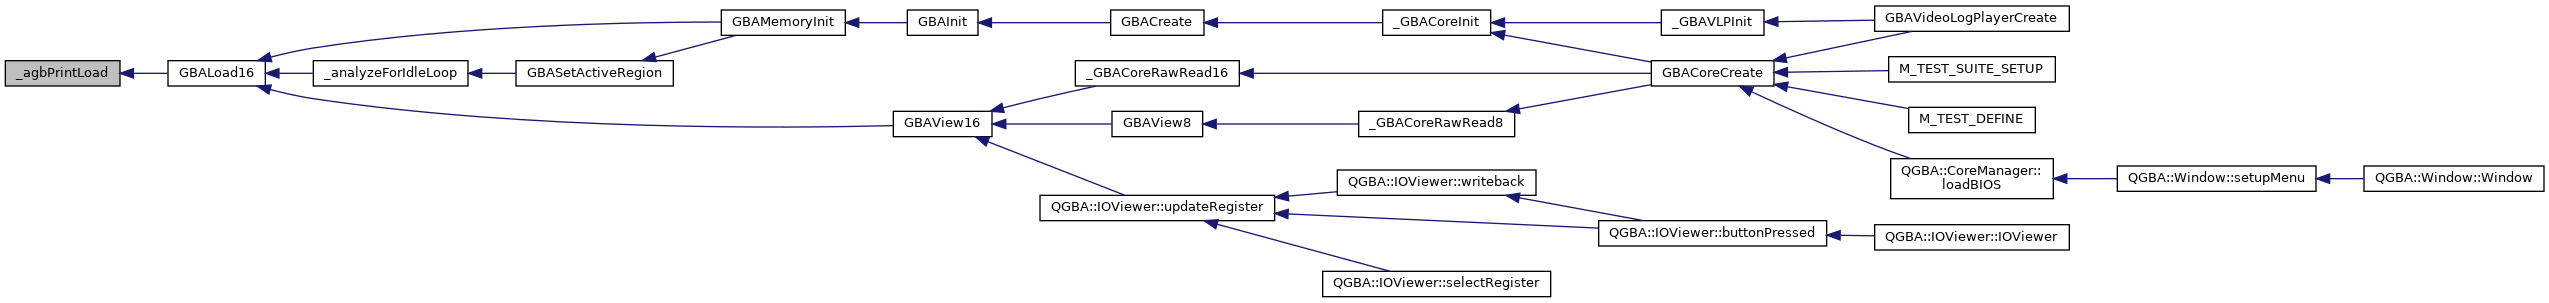 _agbPrintLoad
GBALoad16
GBAMemoryInit
_analyzeForIdleLoop
GBASetActiveRegion
GBAInit
GBACreate
_GBACoreInit
_GBAVLPInit
GBAVideoLogPlayerCreate
GBAView16
_GBACoreRawRead16
GBAView8
_GBACoreRawRead8
GBACoreCreate
M_TEST_SUITE_SETUP
M_TEST_DEFINE
QGBA::CoreManager::
loadBIOS
QGBA::Window::setupMenu
QGBA::Window::Window
QGBA::IOViewer::updateRegister
QGBA::IOViewer::writeback
QGBA::IOViewer::buttonPressed
QGBA::IOViewer::IOViewer
QGBA::IOViewer::selectRegister